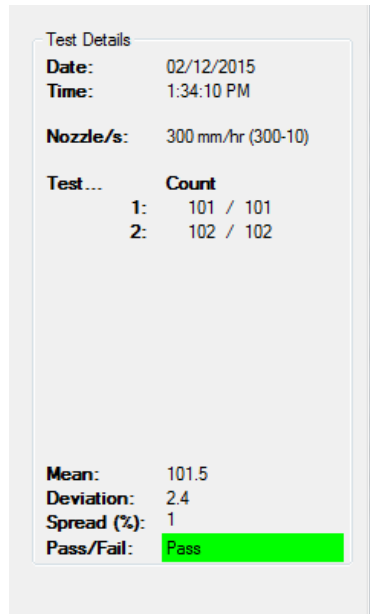 Test Details
Date: 02/12/2015
Time: 1:34:10 PM
Nozzle/s: 300 mm/hr (300-10)
Test... Count
1: 101 / 101
2: 102 / 102
Mean: 101.5
Deviation: 2.4
Spread (%): 1
Pass/Fail: Pass